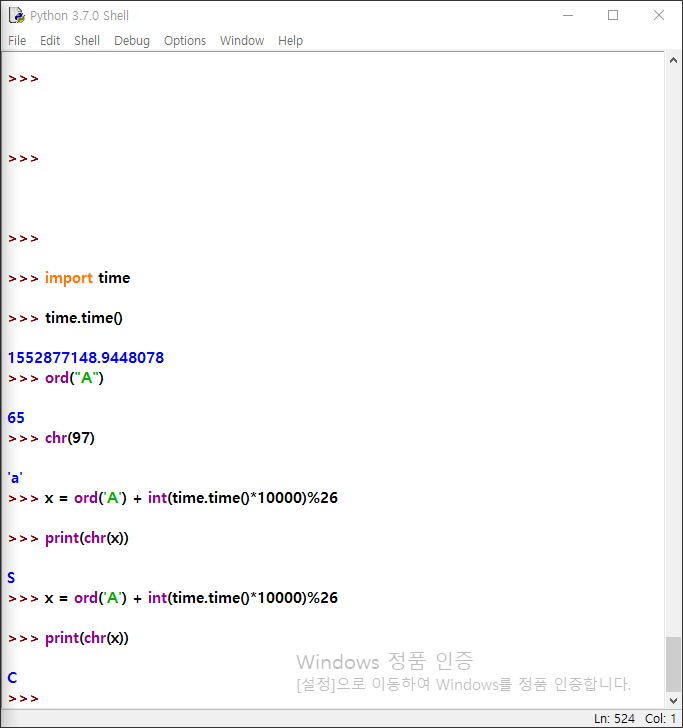 Python 3.7.0 Shell
File Edit Shell Debug Options Window Help
>>>
>>>
>>>
>>> import time
>>> time.time()
1552877148.9448078
>>> ord("A")
65
>>> chr(97)
'a'
>>> x = ord('A') + int(time.time()*10000)%26
>>> print(chr(x))
S
>>> x = ord('A') + int(time.time()*10000)%26
>>> print(chr(x))
C
>>>
Windows 정품 인증
[설정]으로 이동하여 Windows를 정품 인증합니다.
Ln: 524 Col: 1